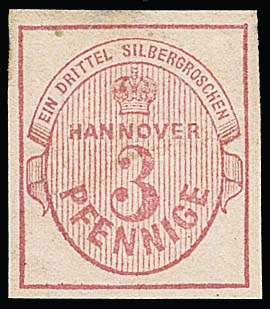 EIN DRITTEL SILBERGROSCHEN
HANNOVER
3
PFENNIGE